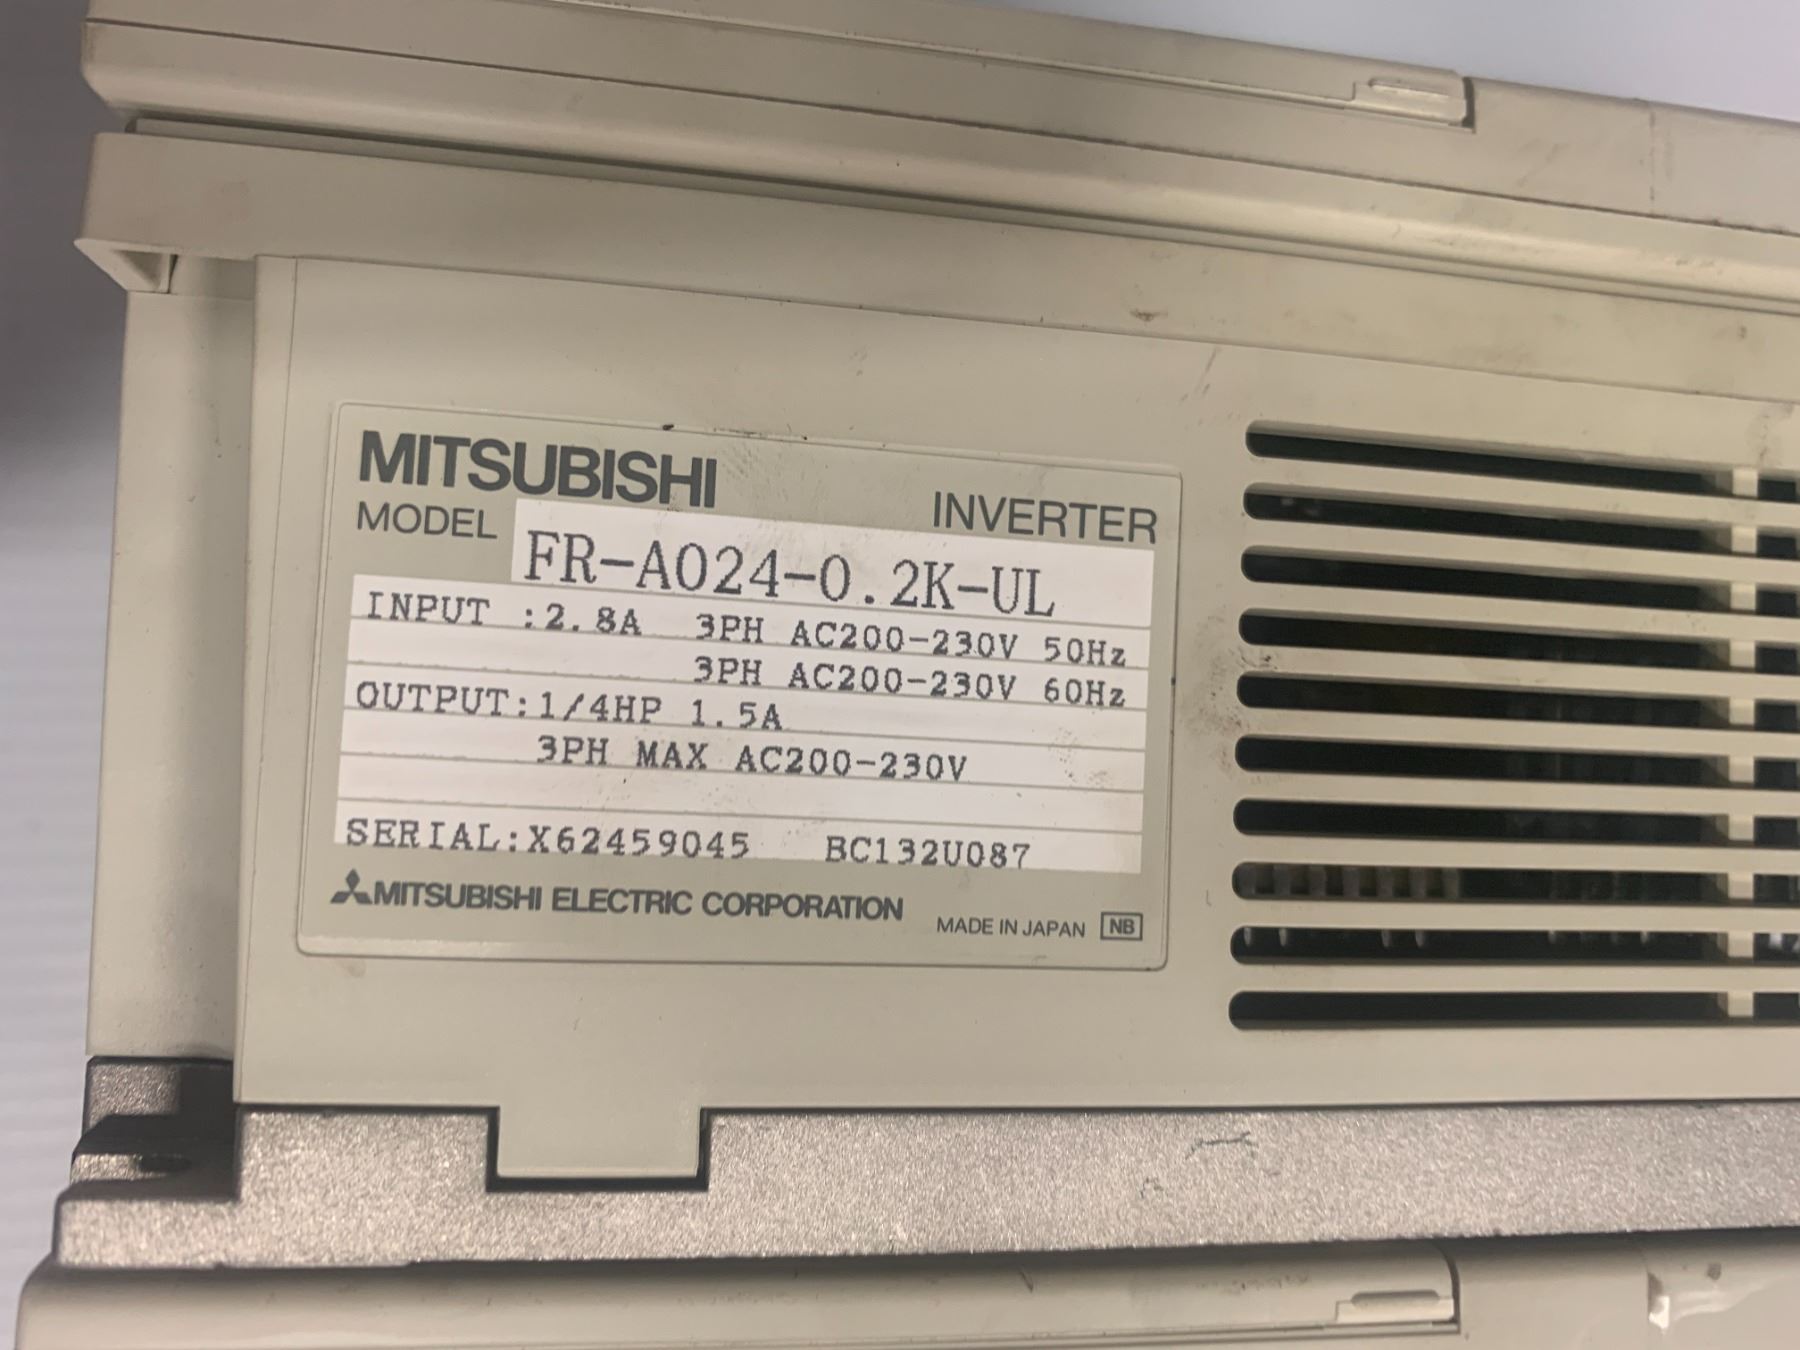 MITSUBISHI
INVERTER
MODEL FR-A024-0.2K-UL
INPUT :2.8A 3PH AC200-230V 50Hz
3PH AC200-230V 60Hz
OUTPUT:1/4HP 1.5A
3PH MAX AC200-230V
SERIAL:X62459045 BC132U087
MITSUBISHI ELECTRIC CORPORATION
MADE IN JAPAN NB